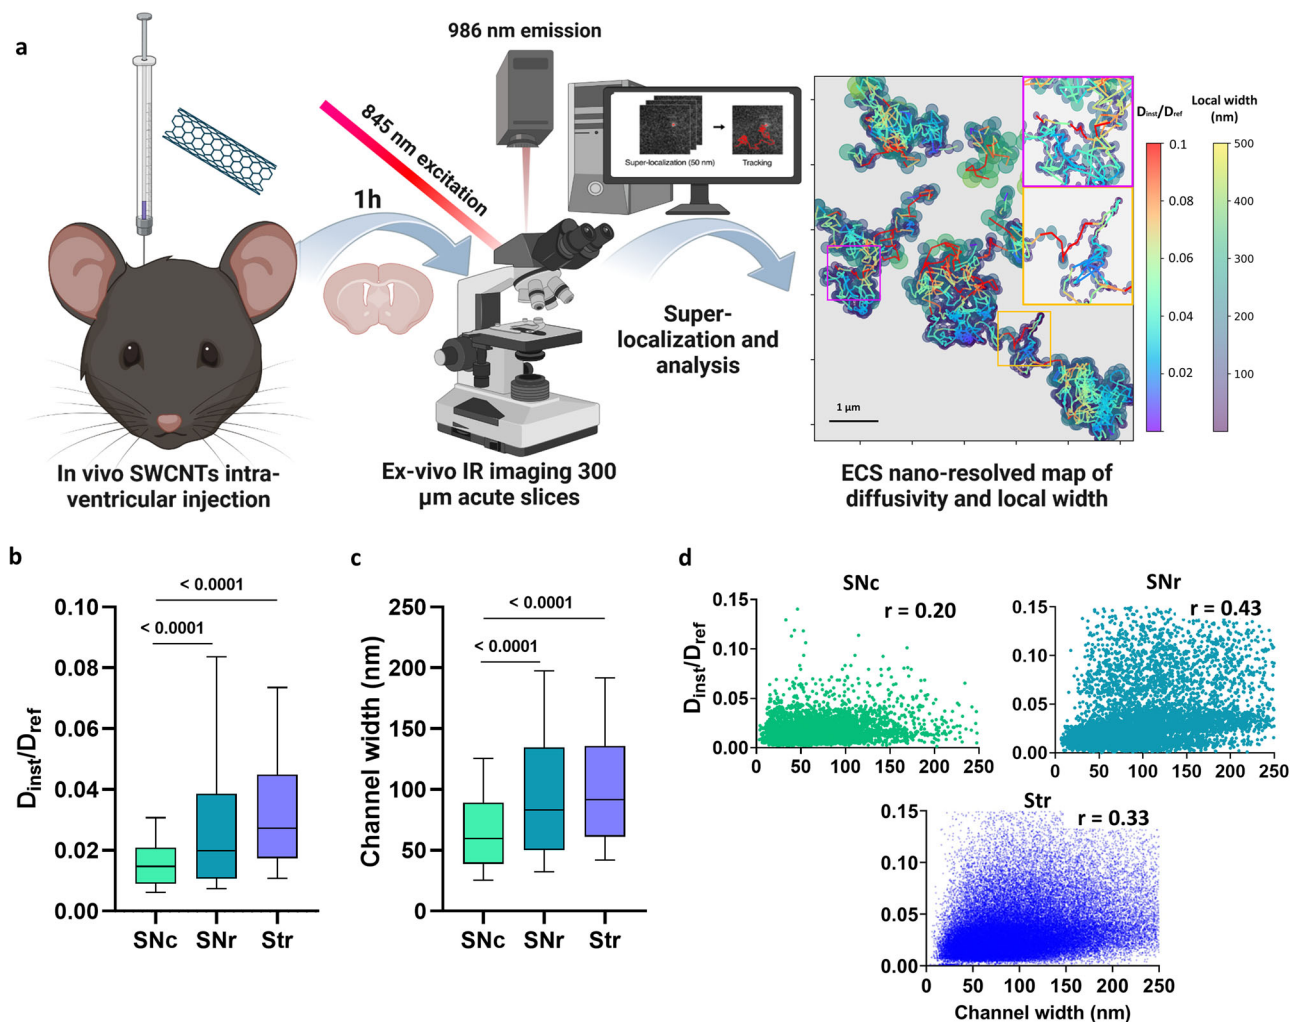 a
986 nm emission
845 nm excitation
1h
Super-localization (50 nm)
Tracking
Super-
localization and
analysis
In vivo SWCNTs intra-
ventricular injection
Ex-vivo IR imaging 300
μm acute slices
1 μm
D_inst/D_ref
Local width
(nm)
0.1
0.08
0.06
0.04
0.02
500
400
300
200
100
ECS nano-resolved map of
diffusivity and local width
b
< 0.0001
< 0.0001
D_inst/D_ref
0.10
0.08
0.06
0.04
0.02
0.00
SNc SNr Str
c
< 0.0001
< 0.0001
Channel width (nm)
250
200
150
100
50
0
SNc SNr Str
d
SNc
r = 0.20
D_inst/D_ref
0.15
0.10
0.05
0.00
0 50 100 150 200 250
SNr
r = 0.43
0.15
0.10
0.05
0.00
0 50 100 150 200 250
Str
r = 0.33
0.15
0.10
0.05
0.00
0 50 100 150 200 250
Channel width (nm)